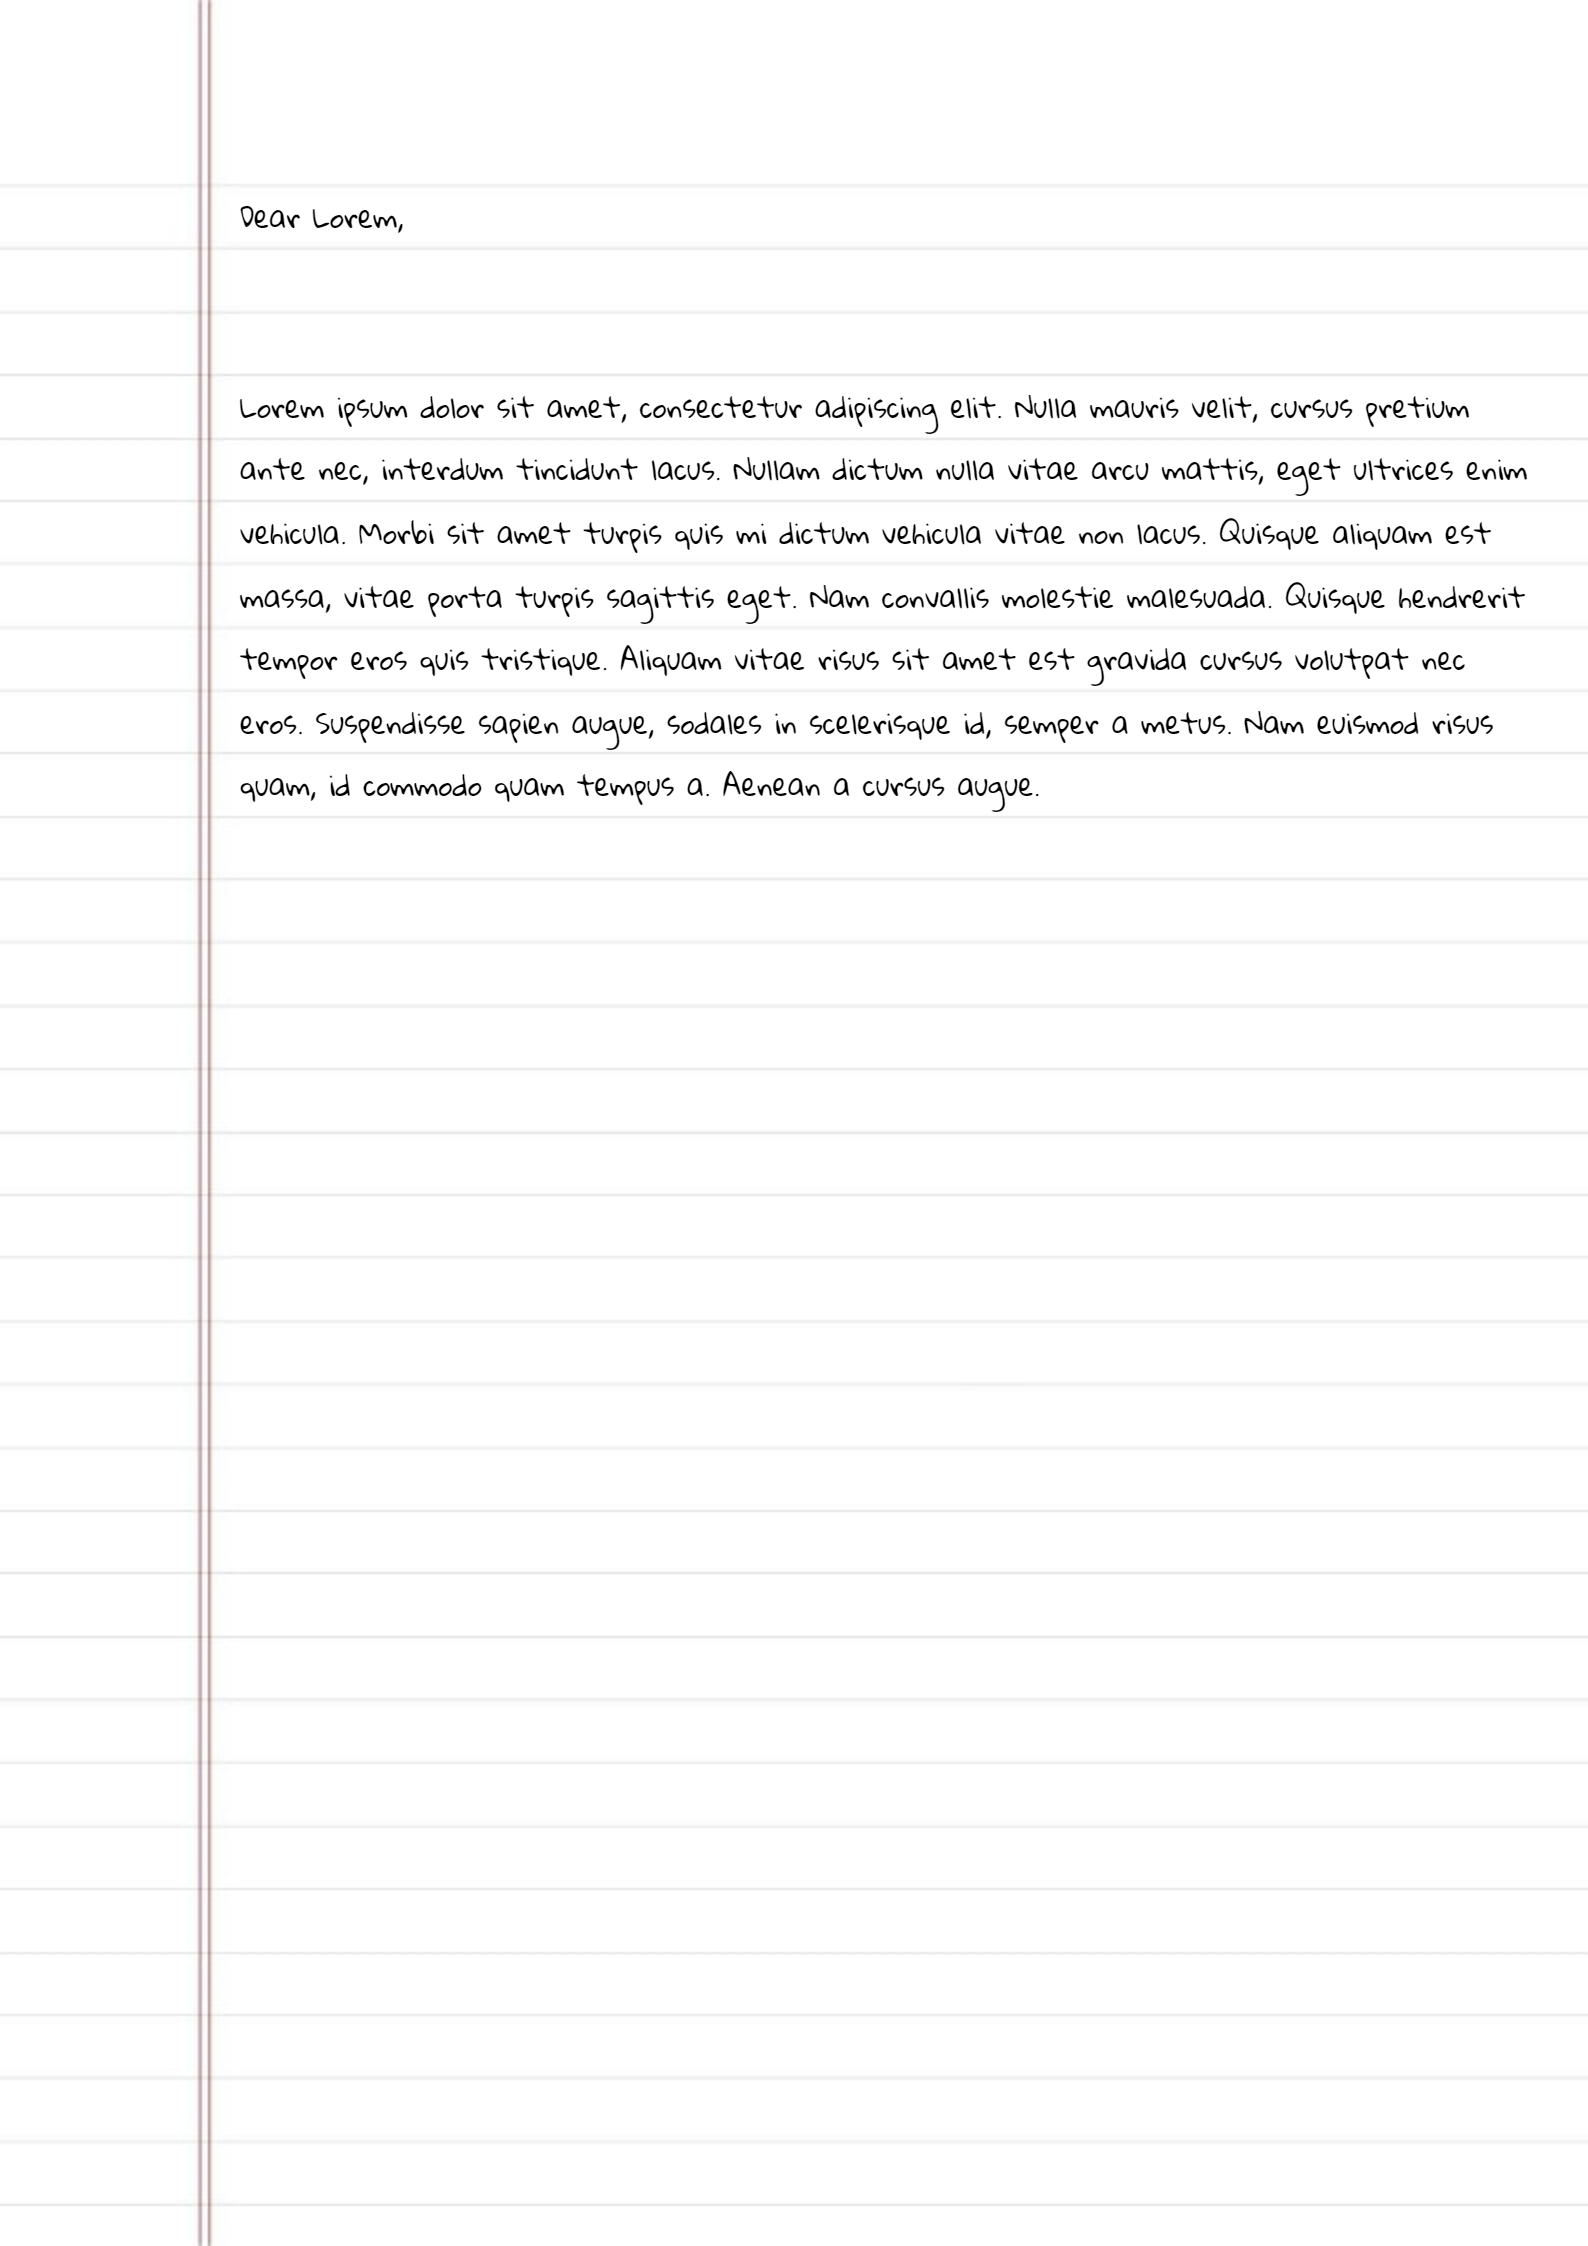 Dear Lorem,
Lorem ipsum dolor sit amet, consectetur adipiscing elit. Nulla mauris velit, cursus pretium
ante nec, interdum tincidunt lacus. Nullam dictum nulla vitae arcu mattis, eget ultrices enim
vehicula. Morbi sit amet turpis quis mi dictum vehicula vitae non lacus. Quisque aliquam est
massa, vitae porta turpis sagittis eget. Nam convallis molestie malesuada. Quisque hendrerit
tempor eros quis tristique. Aliquam vitae risus sit amet est gravida cursus volutpat nec
eros. Suspendisse sapien augue, sodales in scelerisque id, semper a metus. Nam euismod risus
quam, id commodo quam tempus a. Aenean a cursus augue.